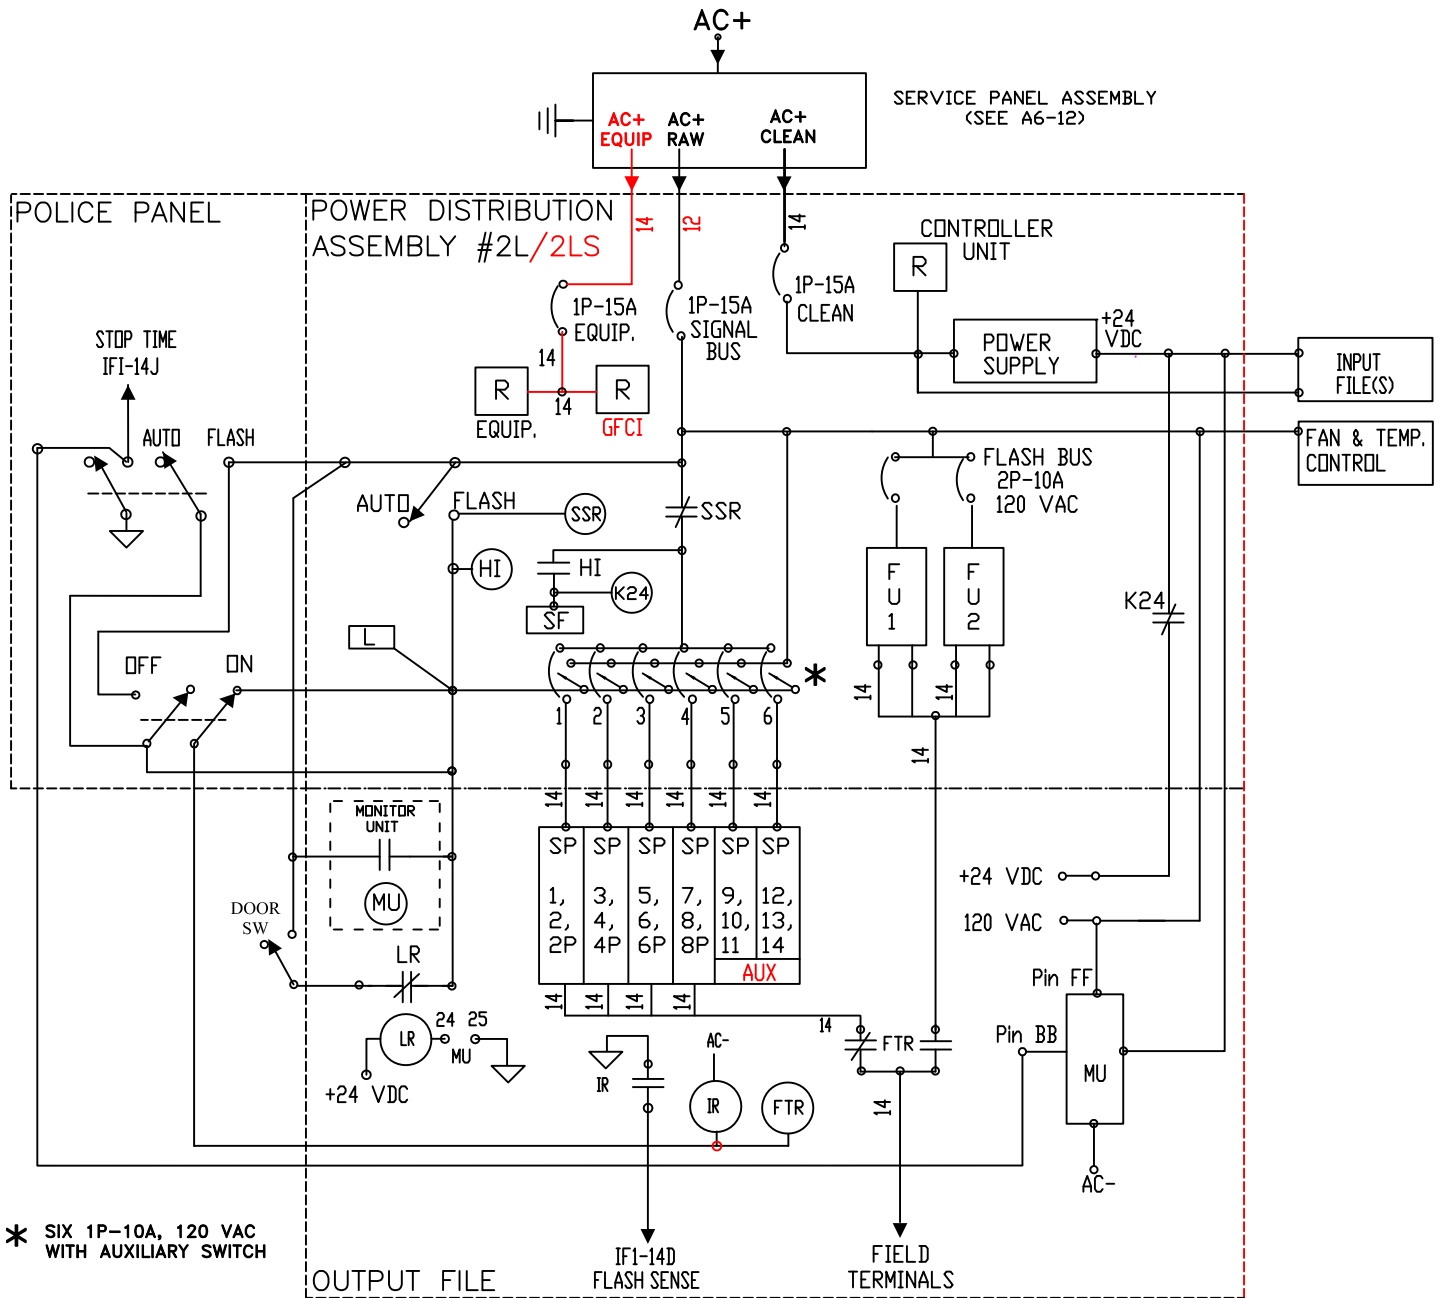 AC+
SERVICE PANEL ASSEMBLY
(SEE A6-12)
AC+
EQUIP
AC+
RAW
AC+
CLEAN
POLICE PANEL
POWER DISTRIBUTION
ASSEMBLY #2L/2LS
14
12
14
CONTROLLER
UNIT
R
1P-15A
EQUIP.
1P-15A
SIGNAL
BUS
1P-15A
CLEAN
POWER
SUPPLY
+24
VDC
INPUT
FILE(S)
STOP TIME
IFI-14J
14
R
14
R
EQUIP.
GFCI
AUTO
FLASH
FAN & TEMP.
CONTROL
FLASH BUS
2P-10A
120 VAC
AUTO
FLASH
SSR
SSR
HI
HI
K24
SF
F
U
1
F
U
2
K24
L
OFF
ON
*
14
14
1
2
3
4
5
6
14
14
14
14
14
14
14
MONITOR
UNIT
MU
SP
SP
SP
SP
SP
SP
1,
2,
2P
3,
4,
4P
5,
6,
6P
7,
8,
8P
9,
10,
11
12,
13,
14
AUX
+24 VDC
120 VAC
DOOR
SW
LR
14
14
14
14
Pin FF
Pin BB
MU
LR
24
25
MU
+24 VDC
14
FTR
IR
AC-
IR
FTR
14
AC-
* SIX 1P-10A, 120 VAC
WITH AUXILIARY SWITCH
IF1-14D
FLASH SENSE
FIELD
TERMINALS
OUTPUT FILE